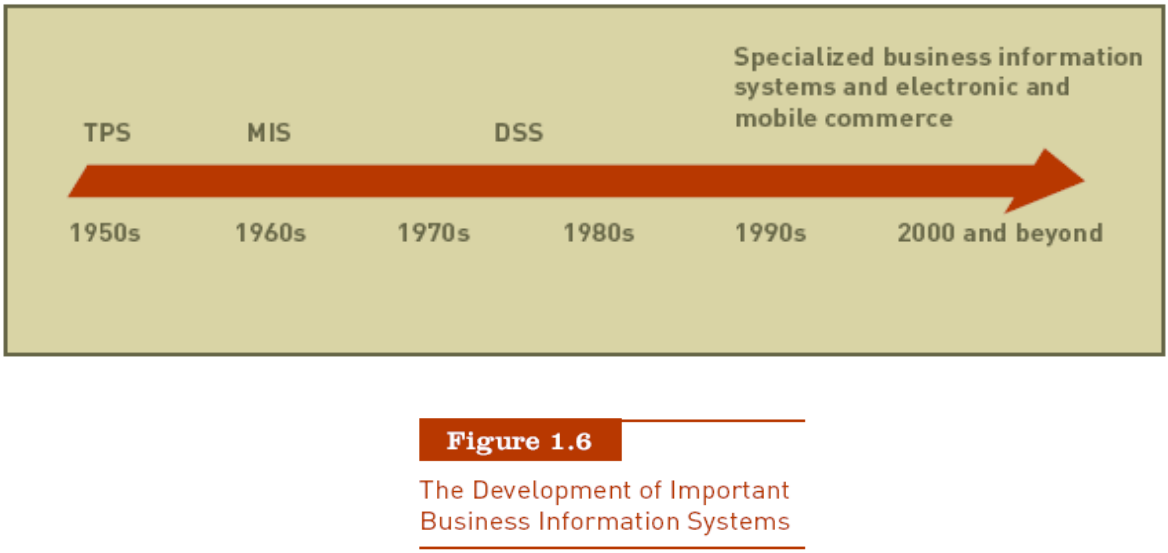 Specialized business information
systems and electronic and
mobile commerce
TPS MIS DSS
1950s 1960s 1970s 1980s 1990s 2000 and beyond
Figure 1.6
The Development of Important
Business Information Systems